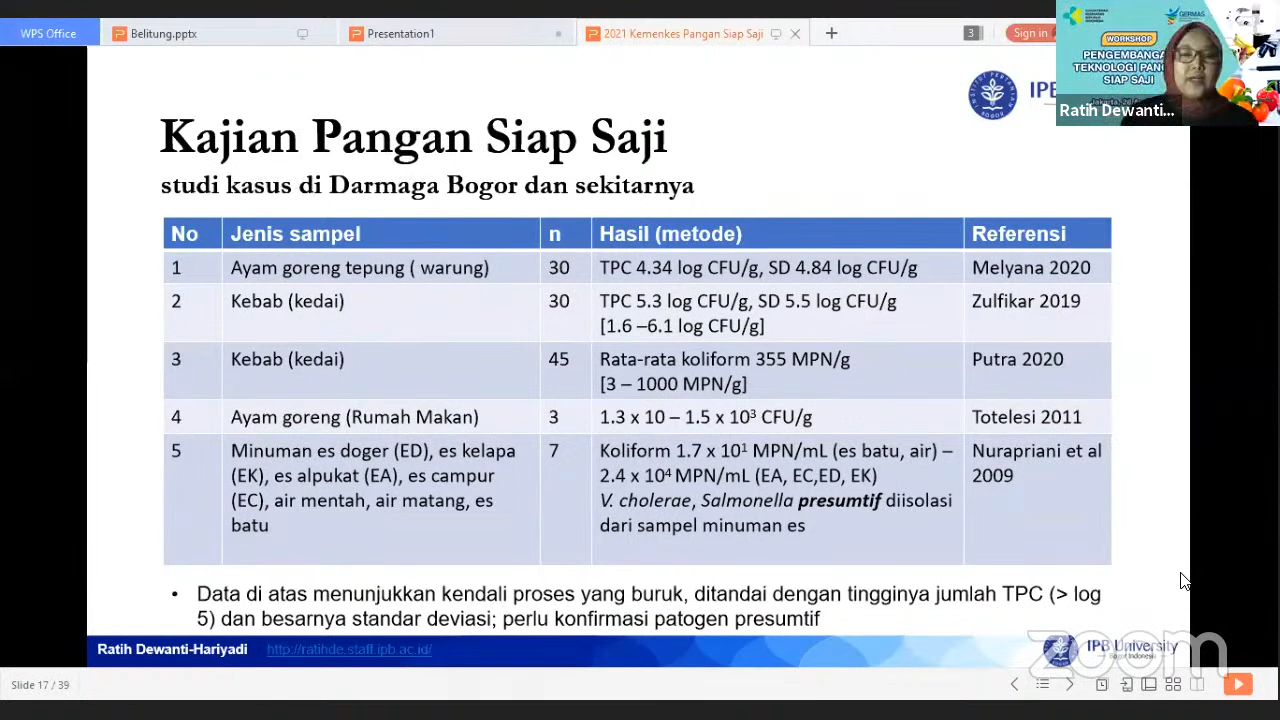 WPS Office
Belitung.pptx
Presentation1
2021 Kemenkes Pangan Siap Saji
3
Sign in
GERMAS
WORKSHOP
PENGEMBANGA
TEKNOLOGI PAN
SIAP SAJI
Ratih Dewanti...
IPB
Kajian Pangan Siap Saji
studi kasus di Darmaga Bogor dan sekitarnya
No Jenis sampel n Hasil (metode) Referensi
1 Ayam goreng tepung ( warung) 30 TPC 4.34 log CFU/g, SD 4.84 log CFU/g Melyana 2020
2 Kebab (kedai) 30 TPC 5.3 log CFU/g, SD 5.5 log CFU/g Zulfikar 2019
[1.6 –6.1 log CFU/g]
3 Kebab (kedai) 45 Rata-rata koliform 355 MPN/g Putra 2020
[3 – 1000 MPN/g]
4 Ayam goreng (Rumah Makan) 3 1.3 x 10 – 1.5 x 10³ CFU/g Totelesi 2011
5 Minuman es doger (ED), es kelapa 7 Koliform 1.7 x 10¹ MPN/mL (es batu, air) – Nurapriani et al
(EK), es alpukat (EA), es campur 2.4 x 10⁴ MPN/mL (EA, EC,ED, EK) 2009
(EC), air mentah, air matang, es V. cholerae, Salmonella presumtif diisolasi
batu dari sampel minuman es
• Data di atas menunjukkan kendali proses yang buruk, ditandai dengan tingginya jumlah TPC (> log
5) dan besarnya standar deviasi; perlu konfirmasi patogen presumtif
Ratih Dewanti-Hariyadi http://ratihde.staff.ipb.ac.id/
IPB University
Bogor Indonesia
zoom
Slide 17 / 39